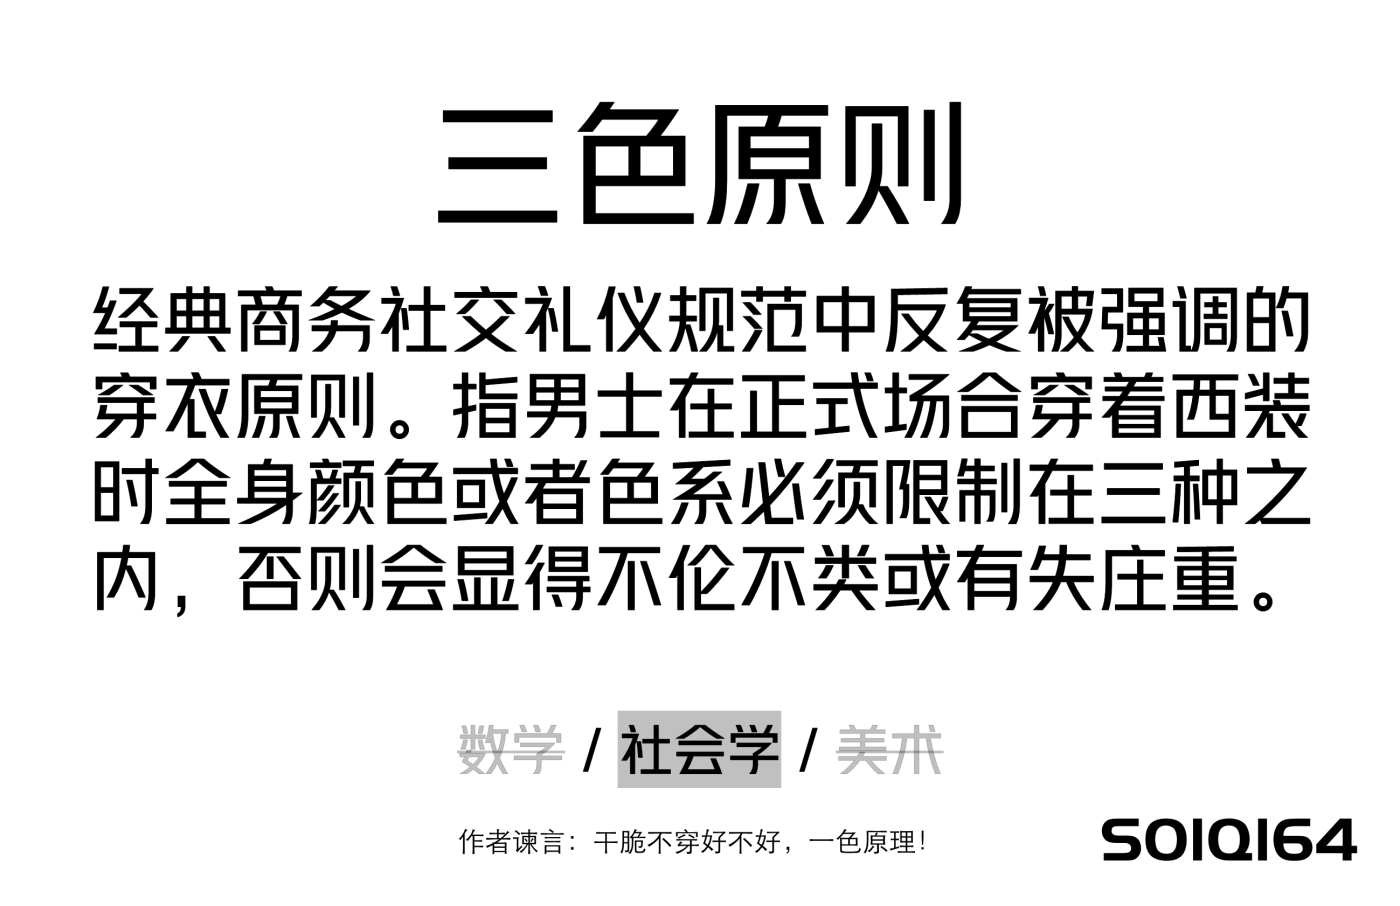 三色原则
经典商务社交礼仪规范中反复被强调的
穿衣原则。指男士在正式场合穿着西装
时全身颜色或者色系必须限制在三种之
内，否则会显得不伦不类或有失庄重。
数学 / 社会学 / 美术
作者谏言：干脆不穿好不好，一色原理！
SOIQI64